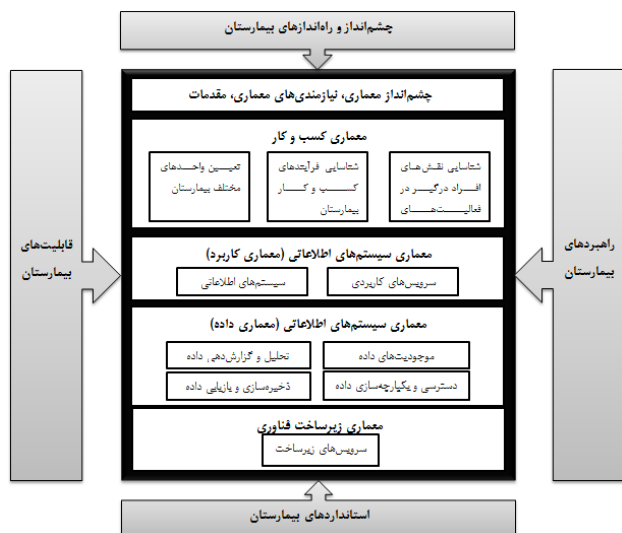 چشم‌انداز و راه‌اندازهای بیمارستان
چشم‌انداز معماری، نیازمندی‌های معماری، مقدمات
معماری کسب و کار
شناسایی نقش‌های
افراد درگیر در
فعالیت‌های
شناسایی فرآیندهای
کسب و کار
بیمارستان
تعیین واحدهای
مختلف بیمارستان
راهبردهای
بیمارستان
قابلیت‌های
بیمارستان
معماری سیستم‌های اطلاعاتی (معماری کاربرد)
سرویس‌های کاربردی
سیستم‌های اطلاعاتی
معماری سیستم‌های اطلاعاتی (معماری داده)
موجودیت‌های داده
تحلیل و گزارش‌دهی داده
دسترسی و یکپارچه‌سازی داده
ذخیره‌سازی و بازیابی داده
معماری زیرساخت فناوری
سرویس‌های زیرساخت
استانداردهای بیمارستان